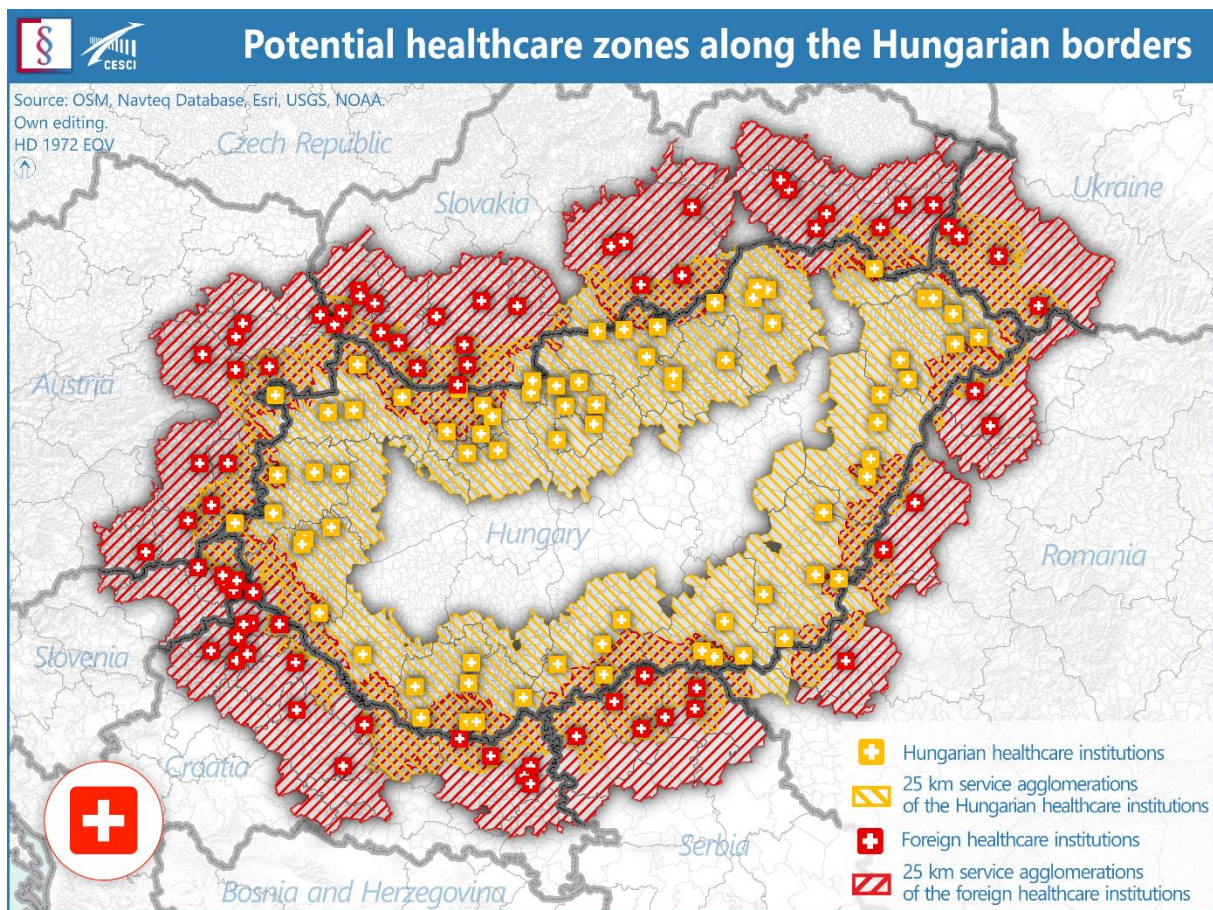 §
CESCI
Potential healthcare zones along the Hungarian borders
Source: OSM, Navteq Database, Esri, USGS, NOAA.
Own editing.
HD 1972 EOV
Czech Republic
Slovakia
Ukraine
Austria
Hungary
Romania
Slovenia
Croatia
Serbia
Bosnia and Herzegovina
Hungarian healthcare institutions
25 km service agglomerations
of the Hungarian healthcare institutions
Foreign healthcare institutions
25 km service agglomerations
of the foreign healthcare institutions